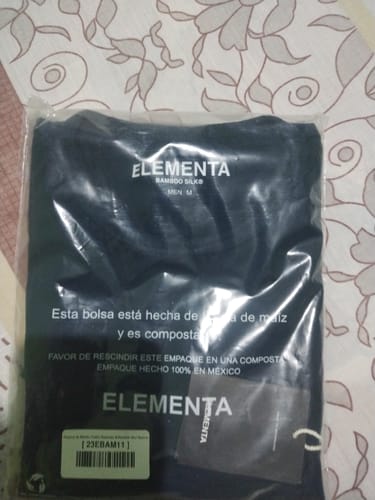 ELEMENTA
BAMBOO SILK®
MEN M
Esta bolsa está hecha de de maíz
y es composta
FAVOR DE RESCINDIR ESTE EMPAQUE EN UNA COMPOSTA
EMPAQUE HECHO 100% EN MÉXICO
ELEMENTA
ELEMENTA
[ 23EBAM11 ]